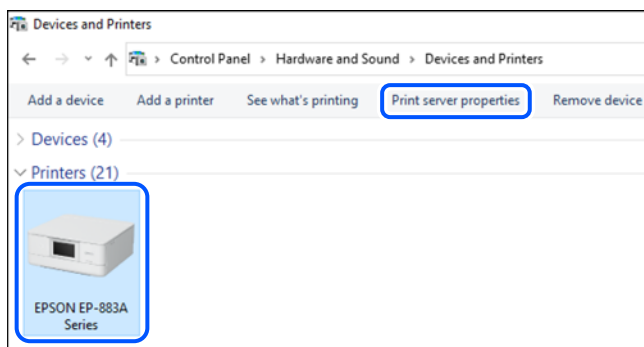 Devices and Printers
Control Panel > Hardware and Sound > Devices and Printers
Add a device Add a printer See what's printing Print server properties Remove device
Devices (4)
Printers (21)
EPSON EP-883A
Series